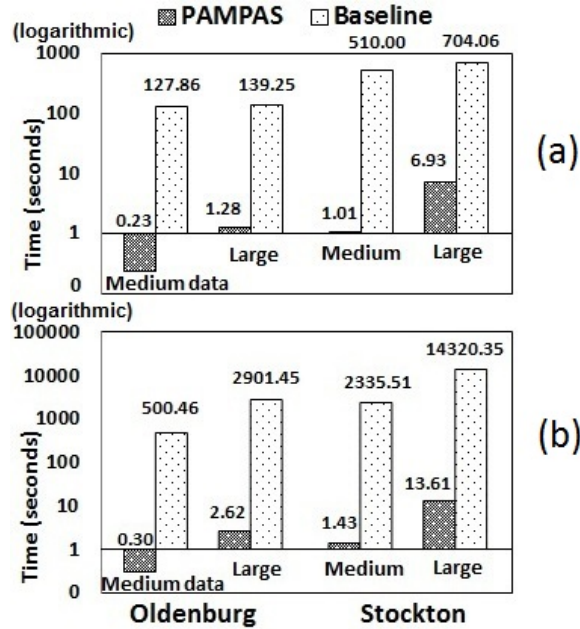 PAMPAS Baseline
(logarithmic)
1000
100
10
1
0
Time (seconds)
0.23
127.86
1.28
139.25
1.01
510.00
6.93
704.06
Medium data
Large
Medium
Large
(a)
(logarithmic)
100000
10000
1000
100
10
1
0
Time (seconds)
0.30
500.46
2.62
2901.45
1.43
2335.51
13.61
14320.35
Medium data
Large
Medium
Large
(b)
Oldenburg Stockton